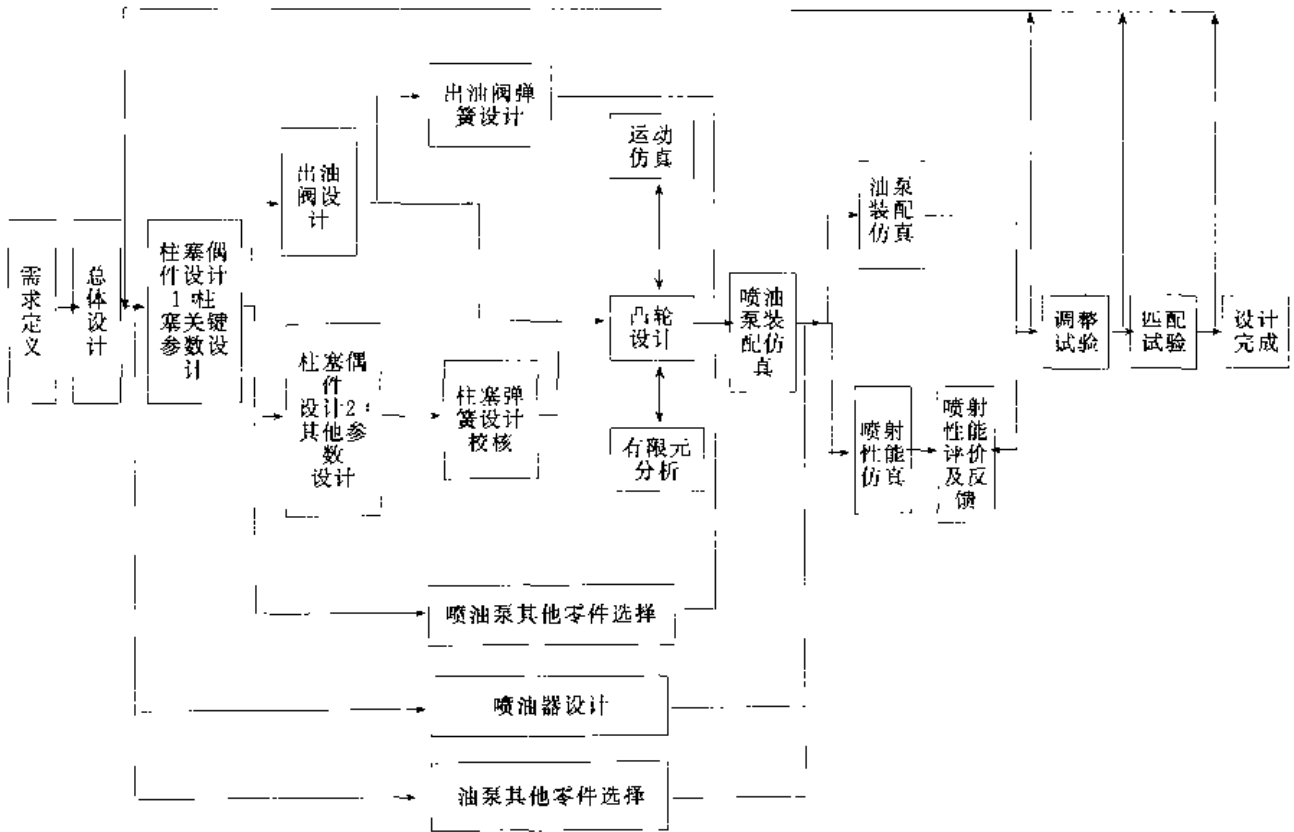 需
求
定
义
总
体
设
计
柱塞偶
件设计
1:柱
塞关键
参数设
计
出油
阀设
计
柱塞偶
件
设计2:
其他参
数
设计
出油阀弹
簧设计
柱塞弹
簧设计
校核
运动
仿真
凸轮
设计
有限元
分析
喷油
泵装
配仿
真
油泵
装配
仿真
喷射
性能
仿真
喷射
性能
评价
及反
馈
调整
试验
匹配
试验
设计
完成
喷油泵其他零件选择
喷油器设计
油泵其他零件选择